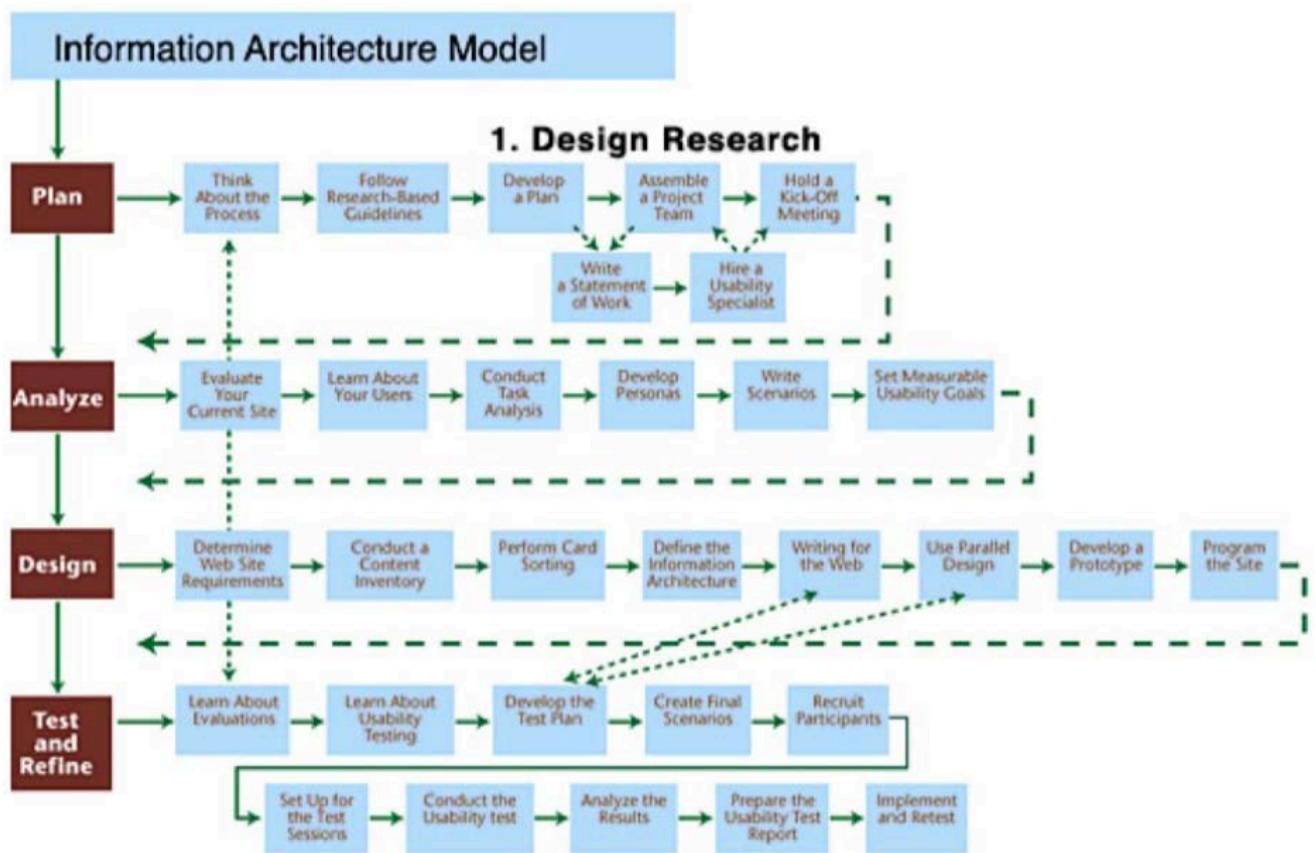 Information Architecture Model
1. Design Research
Plan
Think
About the
Process
Follow
Research-Based
Guidelines
Develop
a Plan
Assemble
a Project
Team
Hold a
Kick-Off
Meeting
Write
a Statement
of Work
Hire a
Usability
Specialist
Analyze
Evaluate
Your
Current Site
Learn About
Your Users
Conduct
Task
Analysis
Develop
Personas
Write
Scenarios
Set Measurable
Usability Goals
Design
Determine
Web Site
Requirements
Conduct a
Content
Inventory
Perform Card
Sorting
Define the
Information
Architecture
Writing for
the Web
Use Parallel
Design
Develop a
Prototype
Program
the Site
Test
and
Refine
Learn About
Evaluations
Learn About
Usability
Testing
Develop the
Test Plan
Create Final
Scenarios
Recruit
Participants
Set Up for
the Test
Sessions
Conduct the
Usability test
Analyze the
Results
Prepare the
Usability Test
Report
Implement
and Retest